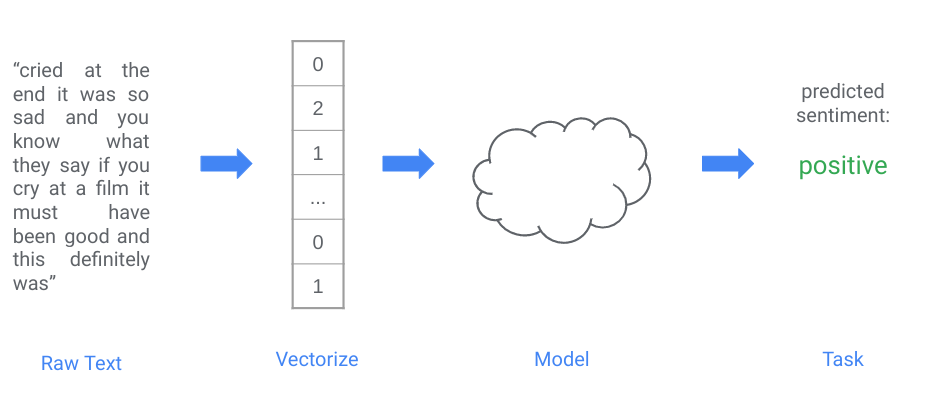 “cried at the
end it was so
sad and you
know what
they say if you
cry at a film it
must have
been good and
this definitely
was”
0
2
1
...
0
1
predicted
sentiment:
positive
Raw Text
Vectorize
Model
Task